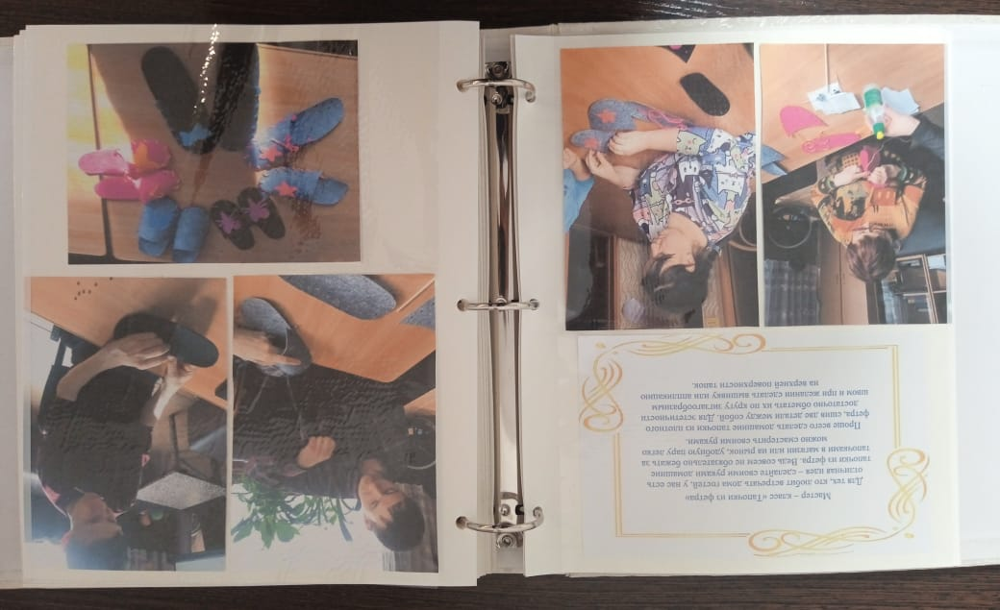 Мастер – класс «Тапочки из фетра»
Для тех, кто любит встречать дома гостей, у нас есть
отличная идея – сделайте своими руками домашние
тапочки из фетра. Ведь совсем не обязательно бежать за
тапочками в магазин или на рынок, удобную пару легко
можно смастерить своими руками.
Проще всего сделать домашние тапочки из плотного
фетра, сшив две детали между собой. Для эстетичности
достаточно обметать их по кругу зигзагообразным
швом и при желании сделать вышивку или аппликацию
на верхней поверхности тапок.